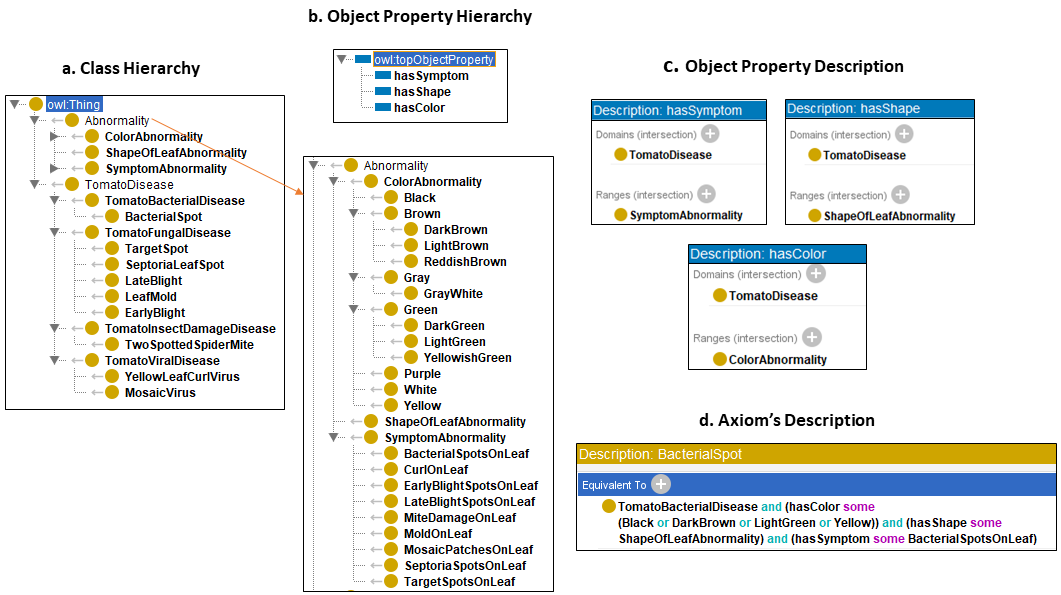 a. Class Hierarchy
owl:Thing
Abnormality
ColorAbnormality
ShapeOfLeafAbnormality
SymptomAbnormality
TomatoDisease
TomatoBacterialDisease
BacterialSpot
TomatoFungalDisease
TargetSpot
SeptoriaLeafSpot
LateBlight
LeafMold
EarlyBlight
TomatoInsectDamageDisease
TwoSpottedSpiderMite
TomatoViralDisease
YellowLeafCurlVirus
MosaicVirus
b. Object Property Hierarchy
owl:topObjectProperty
hasSymptom
hasShape
hasColor
Abnormality
ColorAbnormality
Black
Brown
DarkBrown
LightBrown
ReddishBrown
Gray
GrayWhite
Green
DarkGreen
LightGreen
YellowishGreen
Purple
White
Yellow
ShapeOfLeafAbnormality
SymptomAbnormality
BacterialSpotsOnLeaf
CurlOnLeaf
EarlyBlightSpotsOnLeaf
LateBlightSpotsOnLeaf
MiteDamageOnLeaf
MoldOnLeaf
MosaicPatchesOnLeaf
SeptoriaSpotsOnLeaf
TargetSpotsOnLeaf
c. Object Property Description
Description: hasSymptom
Domains (intersection)
TomatoDisease
Ranges (intersection)
SymptomAbnormality
Description: hasShape
Domains (intersection)
TomatoDisease
Ranges (intersection)
ShapeOfLeafAbnormality
Description: hasColor
Domains (intersection)
TomatoDisease
Ranges (intersection)
ColorAbnormality
d. Axiom’s Description
Description: BacterialSpot
Equivalent To
TomatoBacterialDisease and (hasColor some
(Black or DarkBrown or LightGreen or Yellow)) and (hasShape some
ShapeOfLeafAbnormality) and (hasSymptom some BacterialSpotsOnLeaf)